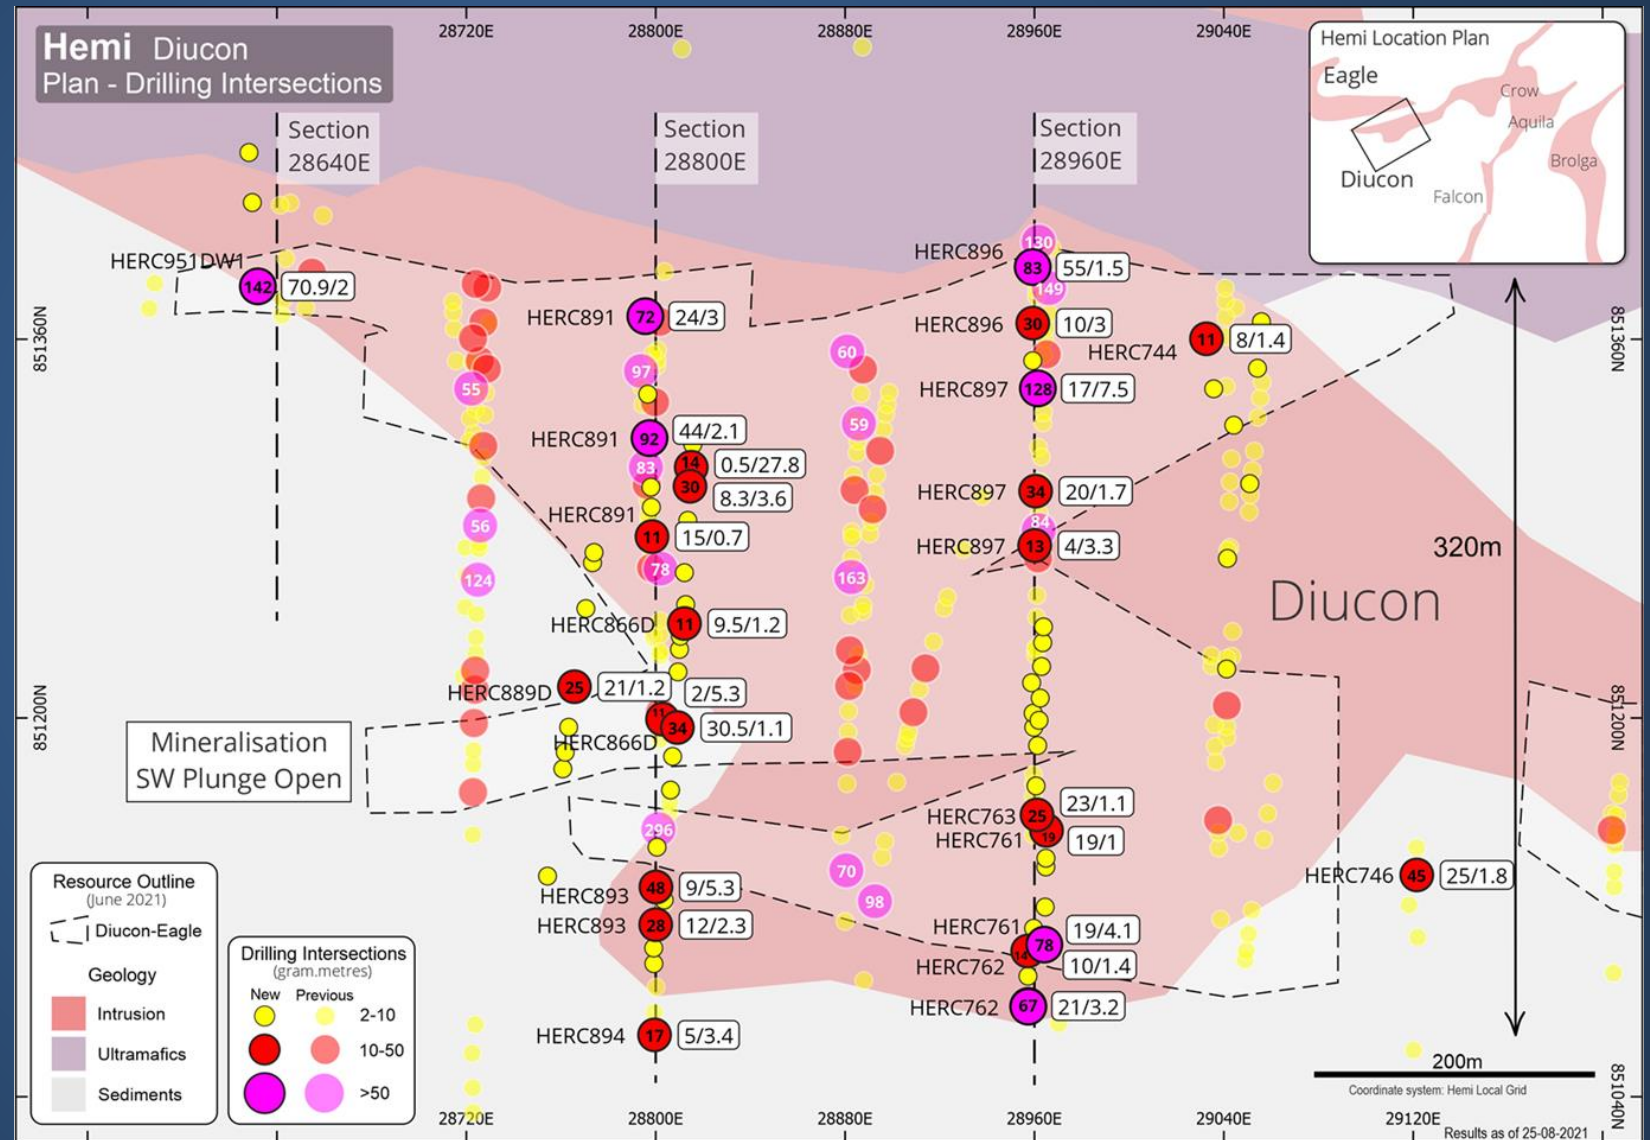 Hemi Diucon
Plan - Drilling Intersections
28720E
28800E
28880E
28960E
29040E
Hemi Location Plan
Eagle
Crow
Aquila
Brolga
Diucon
Falcon
Section
28640E
Section
28800E
Section
28960E
HERC951DW1
142
70.9/2
HERC891
72
24/3
97
HERC891
92
44/2.1
83
14
0.5/27.8
30
8.3/3.6
HERC891
11
15/0.7
78
HERC866D
11
9.5/1.2
HERC889D
25
21/1.2
2/5.3
11
34
30.5/1.1
HERC866D
296
HERC893
48
9/5.3
HERC893
28
12/2.3
HERC894
17
5/3.4
55
56
124
60
59
163
70
98
130
HERC896
83
55/1.5
149
HERC896
30
10/3
HERC897
128
17/7.5
HERC897
34
20/1.7
84
HERC897
13
4/3.3
HERC763
25
23/1.1
HERC761
19
19/1
HERC761
78
19/4.1
HERC762
14
10/1.4
HERC762
67
21/3.2
HERC744
11
8/1.4
HERC746
45
25/1.8
Diucon
320m
851360N
851200N
851360N
851200N
851040N
Mineralisation
SW Plunge Open
Resource Outline
(June 2021)
Diucon-Eagle
Geology
Intrusion
Ultramafics
Sediments
Drilling Intersections
(gram.metres)
New Previous
2-10
10-50
>50
200m
Coordinate system: Hemi Local Grid
28720E
28800E
28880E
28960E
29040E
29120E
Results as of 25-08-2021